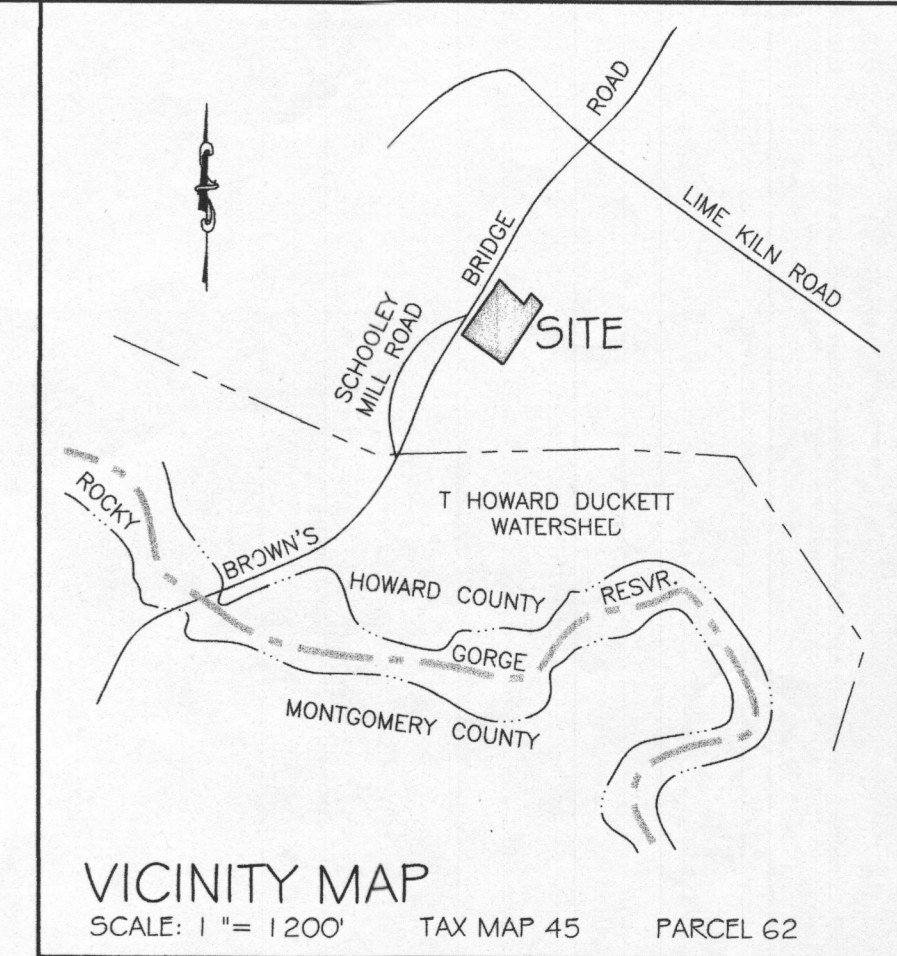 ROAD
LIME KILN ROAD
BRIDGE
SCHOOLEY
MILL ROAD
SITE
T HOWARD DUCKETT
WATERSHED
ROCKY
BROWN'S
HOWARD COUNTY
RESVR.
GORGE
MONTGOMERY COUNTY
VICINITY MAP
SCALE: 1 "= 1200' TAX MAP 45 PARCEL 62